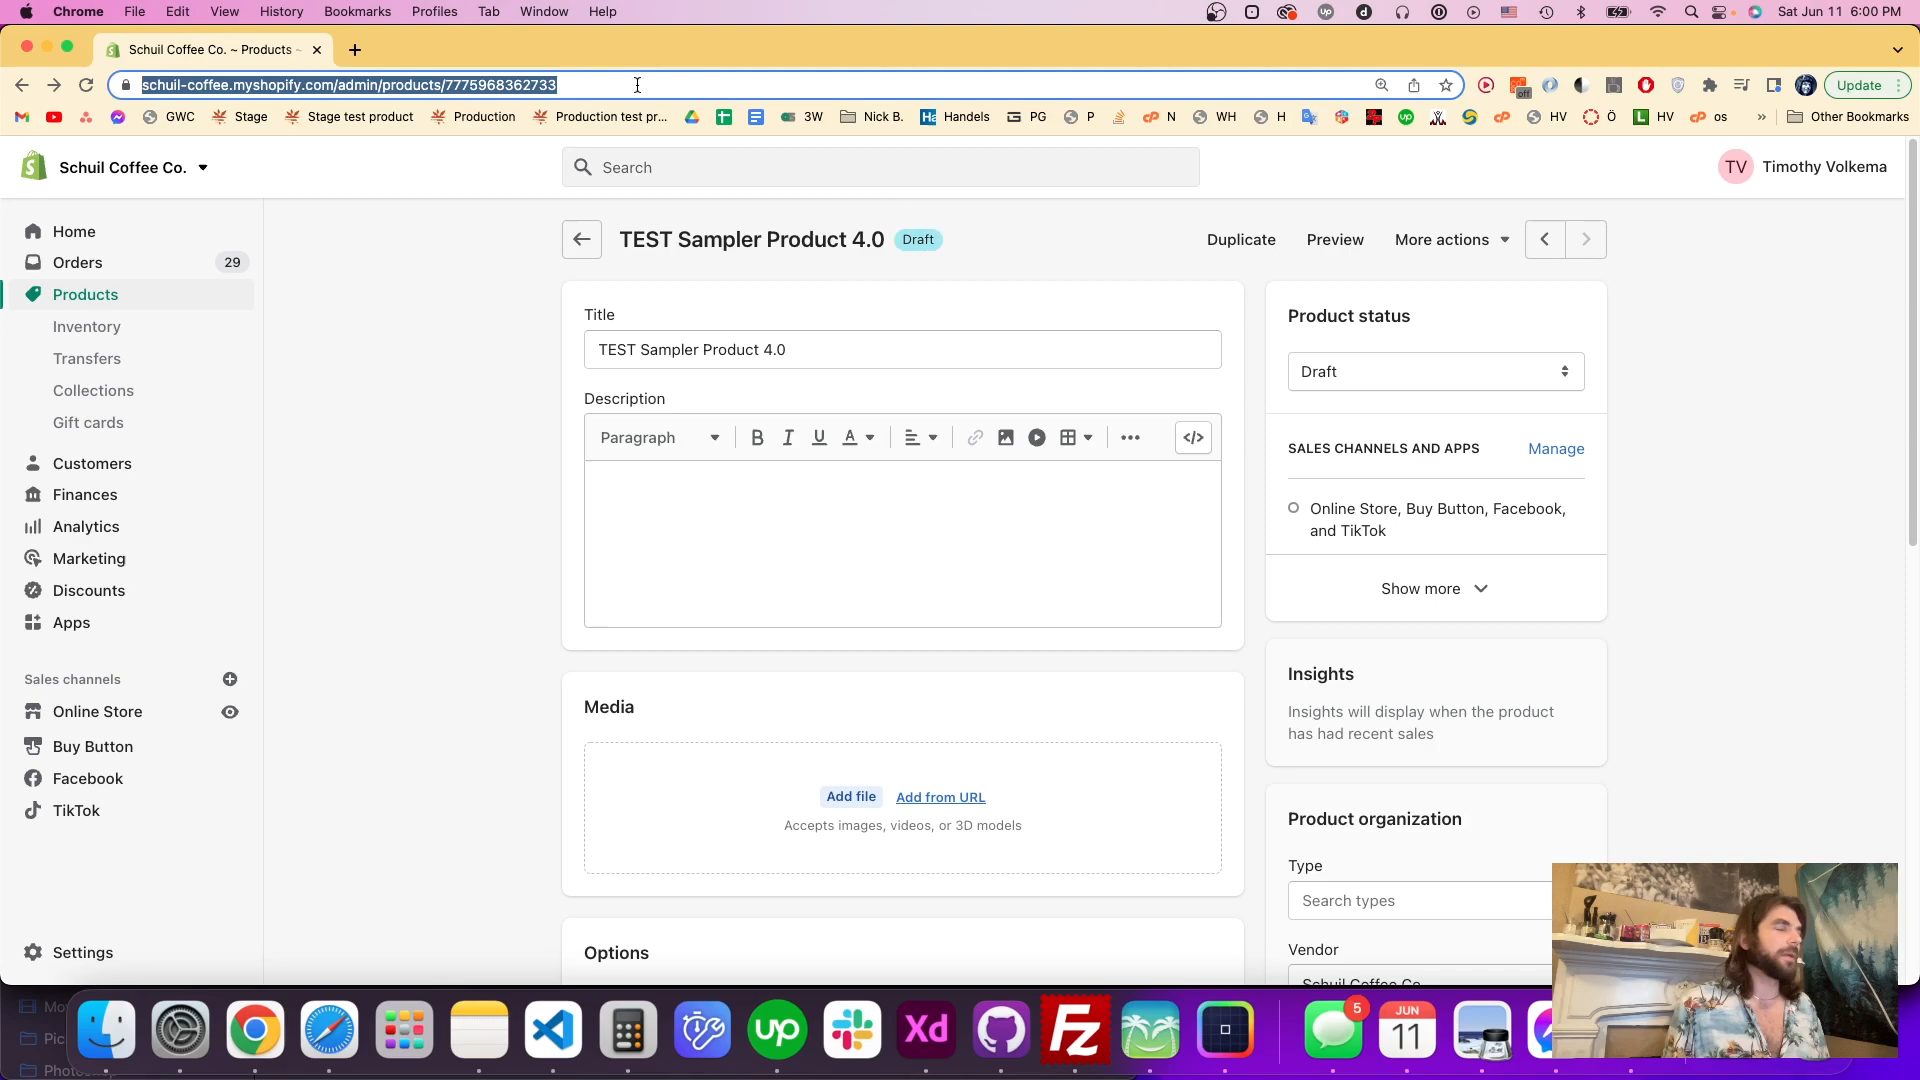 Chrome File Edit View History Bookmarks Profiles Tab Window Help Sat Jun 11 6:00 PM
Schuil Coffee Co. ~ Products ~
schuil-coffee.myshopify.com/admin/products/7775968362733 off Update
GWC Stage Stage test product Production Production test pr... 3W Nick B. Handels PG P N WH H HV Ö HV os » Other Bookmarks
Schuil Coffee Co. Search TV Timothy Volkema
Home
Orders 29
Products
Inventory
Transfers
Collections
Gift cards
Customers
Finances
Analytics
Marketing
Discounts
Apps
Sales channels
Online Store
Buy Button
Facebook
TikTok
Settings
TEST Sampler Product 4.0 Draft Duplicate Preview More actions
Title
TEST Sampler Product 4.0
Description
Paragraph B I U A </>
Media
Add file Add from URL
Accepts images, videos, or 3D models
Options
Product status
Draft
SALES CHANNELS AND APPS Manage
Online Store, Buy Button, Facebook,
and TikTok
Show more
Insights
Insights will display when the product
has had recent sales
Product organization
Type
Search types
Vendor
Schuil Coffee Co
up Xd Fz 5 JUN
11